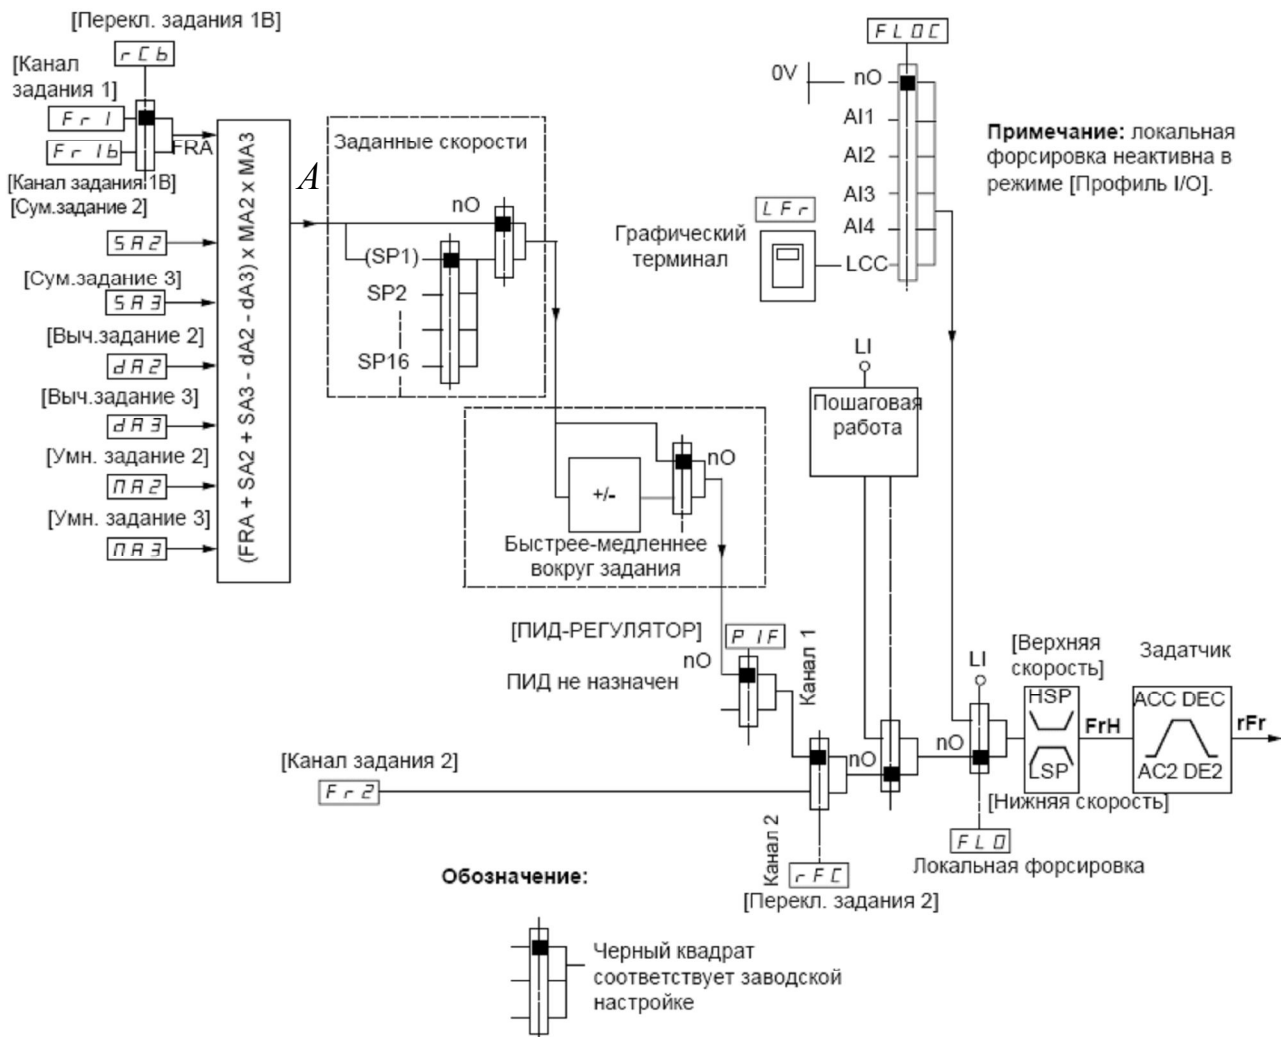 [Перекл. задания 1В]
rCb
[Канал
задания 1]
Fr1
Fr1b
FRA
[Канал задания 1В]
[Сум.задание 2]
SA2
[Сум.задание 3]
SA3
[Выч.задание 2]
dA2
[Выч.задание 3]
dA3
[Умн. задание 2]
MA2
[Умн. задание 3]
MA3
(FRA + SA2 + SA3 - dA2 - dA3) x MA2 x MA3
A
Заданные скорости
nO
(SP1)
SP2
SP16
+/-
nO
Быстрее-медленнее
вокруг задания
FLOC
0V
nO
AI1
AI2
AI3
AI4
LCC
LFr
Графический
терминал
Примечание: локальная
форсировка неактивна в
режиме [Профиль I/O].
LI
Пошаговая
работа
[ПИД-РЕГУЛЯТОР]
PIF
nO
ПИД не назначен
Канал 1
[Канал задания 2]
Fr2
Канал 2
rFC
[Перекл. задания 2]
nO
nO
LI
FLO
Локальная форсировка
[Верхняя
скорость]
HSP
LSP
[Нижняя скорость]
FrH
Задатчик
ACC DEC
AC2 DE2
rFr
Обозначение:
Черный квадрат
соответствует заводской
настройке